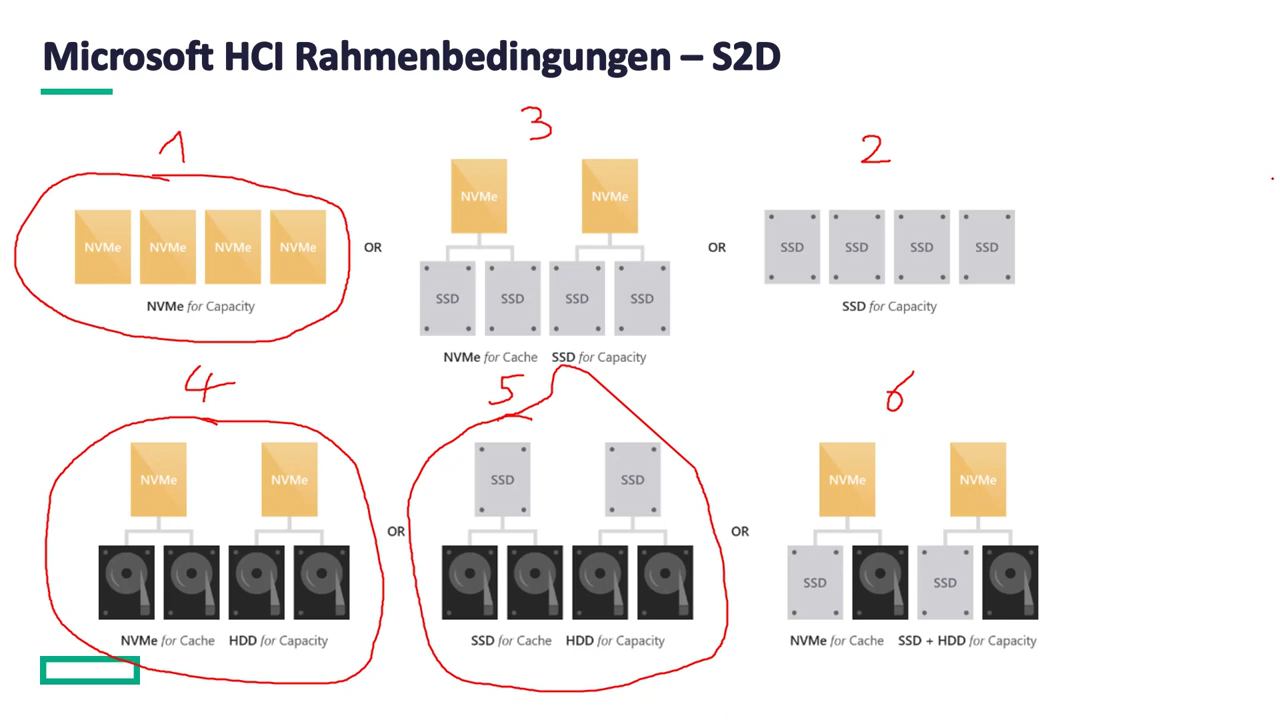 Microsoft HCI Rahmenbedingungen – S2D
1
3
2
NVMe NVMe NVMe NVMe
NVMe for Capacity
OR
NVMe NVMe
SSD SSD SSD SSD
NVMe for Cache SSD for Capacity
OR
SSD SSD SSD SSD
SSD for Capacity
4
5
6
NVMe NVMe
NVMe for Cache HDD for Capacity
OR
SSD SSD
SSD for Cache HDD for Capacity
OR
NVMe NVMe
SSD SSD
NVMe for Cache SSD + HDD for Capacity